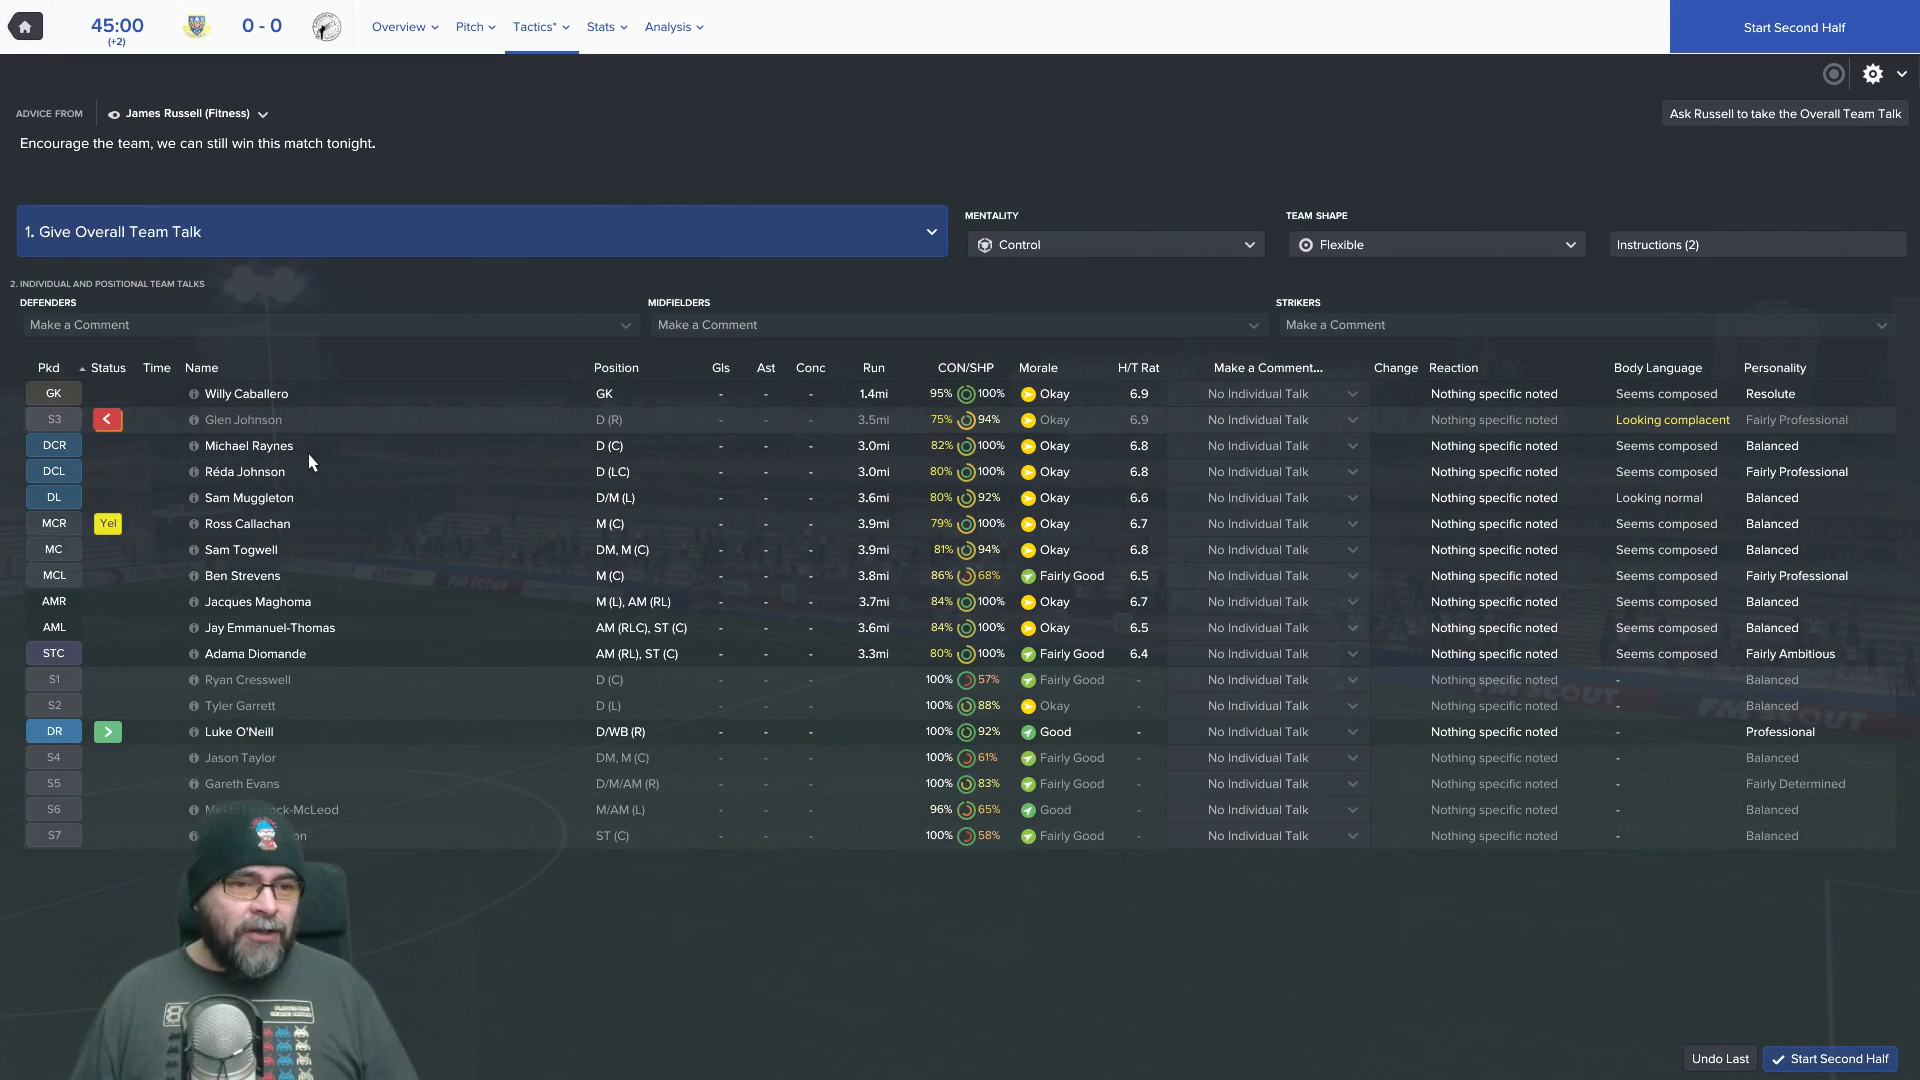 45:00
(+2)
0 - 0
Overview
Pitch
Tactics*
Stats
Analysis
Start Second Half
ADVICE FROM
James Russell (Fitness)
Ask Russell to take the Overall Team Talk
Encourage the team, we can still win this match tonight.
1. Give Overall Team Talk
MENTALITY
Control
TEAM SHAPE
Flexible
Instructions (2)
2. INDIVIDUAL AND POSITIONAL TEAM TALKS
DEFENDERS
MIDFIELDERS
STRIKERS
Make a Comment
Make a Comment
Make a Comment
Pkd Status Time Name Position Gls Ast Conc Run CON/SHP Morale H/T Rat Make a Comment... Change Reaction Body Language Personality
GK Willy Caballero GK - - - 1.4mi 95% 100% Okay 6.9 No Individual Talk Nothing specific noted Seems composed Resolute
S3 Glen Johnson D (R) - - - 3.5mi 75% 94% Okay 6.9 No Individual Talk Nothing specific noted Looking complacent Fairly Professional
DCR Michael Raynes D (C) - - - 3.0mi 82% 100% Okay 6.8 No Individual Talk Nothing specific noted Seems composed Balanced
DCL Réda Johnson D (LC) - - - 3.0mi 80% 100% Okay 6.8 No Individual Talk Nothing specific noted Seems composed Fairly Professional
DL Sam Muggleton D/M (L) - - - 3.6mi 80% 92% Okay 6.6 No Individual Talk Nothing specific noted Looking normal Balanced
MCR Yel Ross Callachan M (C) - - - 3.9mi 79% 100% Okay 6.7 No Individual Talk Nothing specific noted Seems composed Balanced
MC Sam Togwell DM, M (C) - - - 3.9mi 81% 94% Okay 6.8 No Individual Talk Nothing specific noted Seems composed Balanced
MCL Ben Strevens M (C) - - - 3.8mi 86% 68% Fairly Good 6.5 No Individual Talk Nothing specific noted Seems composed Fairly Professional
AMR Jacques Maghoma M (L), AM (RL) - - - 3.7mi 84% 100% Okay 6.7 No Individual Talk Nothing specific noted Seems composed Balanced
AML Jay Emmanuel-Thomas AM (RLC), ST (C) - - - 3.6mi 84% 100% Okay 6.5 No Individual Talk Nothing specific noted Seems composed Balanced
STC Adama Diomande AM (RL), ST (C) - - - 3.3mi 80% 100% Fairly Good 6.4 No Individual Talk Nothing specific noted Seems composed Fairly Ambitious
S1 Ryan Cresswell D (C) - - - 100% 57% Fairly Good - No Individual Talk Nothing specific noted - Balanced
S2 Tyler Garrett D (L) - - - 100% 88% Okay - No Individual Talk Nothing specific noted - Balanced
DR Luke O'Neill D/WB (R) - - - 100% 92% Good - No Individual Talk Nothing specific noted - Professional
S4 Jason Taylor DM, M (C) - - - 100% 61% Fairly Good - No Individual Talk Nothing specific noted - Balanced
S5 Gareth Evans D/M/AM (R) - - - 100% 83% Fairly Good - No Individual Talk Nothing specific noted - Fairly Determined
S6 Mekhi Leacock-McLeod M/AM (L) - - - 96% 65% Good - No Individual Talk Nothing specific noted - Balanced
S7 on ST (C) - - - 100% 58% Fairly Good - No Individual Talk Nothing specific noted - Balanced
FM SCOUT
FM SCOUT
FM SCOUT
Undo Last
Start Second Half